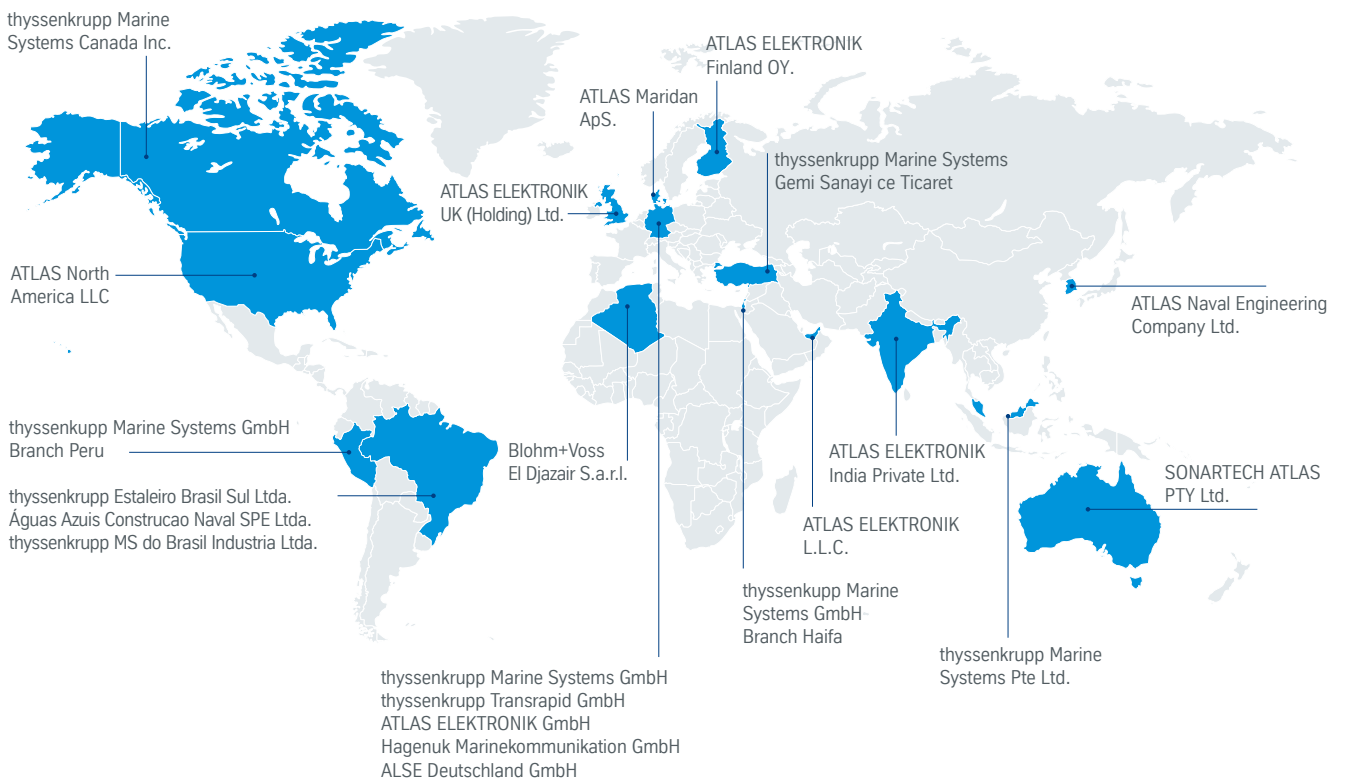 thyssenkrupp Marine
Systems Canada Inc.
ATLAS ELEKTRONIK
Finland OY.
ATLAS Maridan
ApS.
thyssenkrupp Marine Systems
Gemi Sanayi ce Ticaret
ATLAS ELEKTRONIK
UK (Holding) Ltd.
ATLAS North
America LLC
ATLAS Naval Engineering
Company Ltd.
thyssenkupp Marine Systems GmbH
Branch Peru
Blohm+Voss
El Djazair S.a.r.l.
ATLAS ELEKTRONIK
India Private Ltd.
SONARTECH ATLAS
PTY Ltd.
thyssenkrupp Estaleiro Brasil Sul Ltda.
Águas Azuis Construcao Naval SPE Ltda.
thyssenkrupp MS do Brasil Industria Ltda.
ATLAS ELEKTRONIK
L.L.C.
thyssenkupp Marine
Systems GmbH
Branch Haifa
thyssenkrupp Marine
Systems Pte Ltd.
thyssenkrupp Marine Systems GmbH
thyssenkrupp Transrapid GmbH
ATLAS ELEKTRONIK GmbH
Hagenuk Marinekommunikation GmbH
ALSE Deutschland GmbH